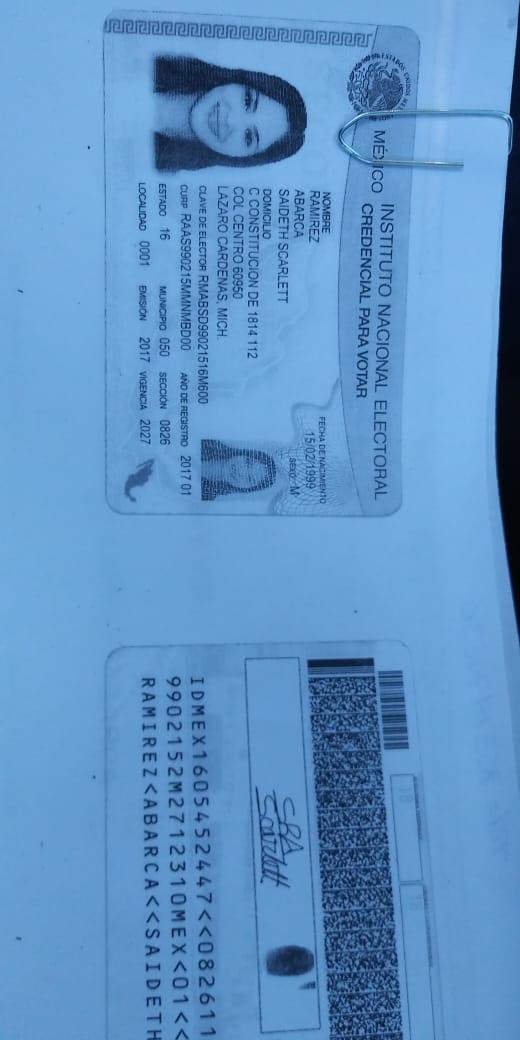 MÉXICO INSTITUTO NACIONAL ELECTORAL
CREDENCIAL PARA VOTAR
NOMBRE
RAMIREZ
ABARCA
SAIDETH SCARLETT
FECHA DE NACIMIENTO
15/02/1999
SEXO M
DOMICILIO
C CONSTITUCION DE 1814 112
COL CENTRO 60950
LAZARO CARDENAS, MICH.
CLAVE DE ELECTOR RMABSD99021516M600
CURP RAAS990215MMNMBD00 AÑO DE REGISTRO 2017 01
ESTADO 16 MUNICIPIO 050 SECCIÓN 0826
LOCALIDAD 0001 EMISIÓN 2017 VIGENCIA 2027
Scarlett
IDMEX1605452447<<082611
9902152M2712310MEX<01<<
RAMIREZ<ABARCA<<SAIDETH